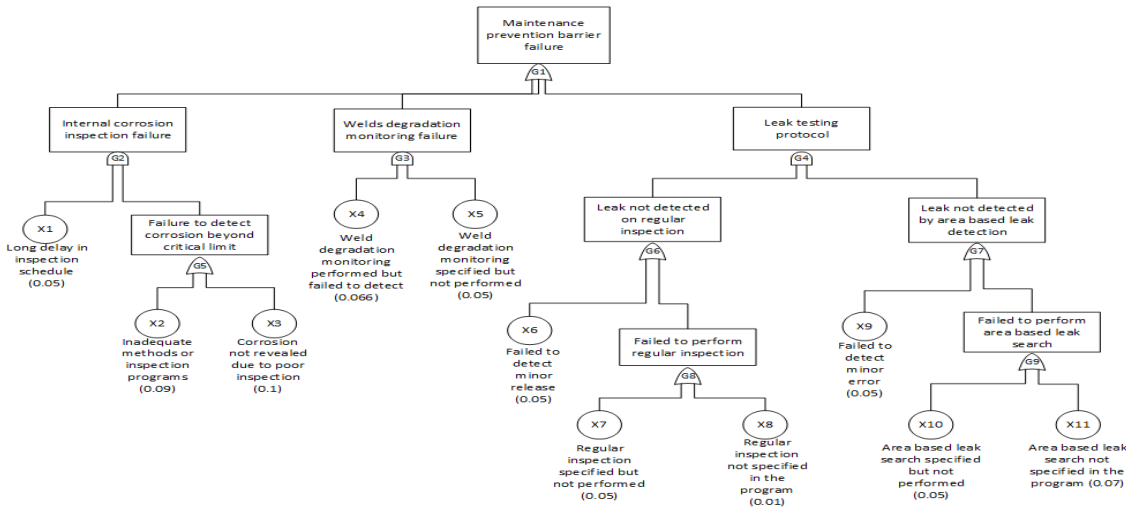 Maintenance
prevention barrier
failure
G1
Internal corrosion
inspection failure
G2
Welds degradation
monitoring failure
G3
Leak testing
protocol
G4
X1
Long delay in
inspection
schedule
(0.05)
Failure to detect
corrosion beyond
critical limit
G5
X2
Inadequate
methods or
inspection
programs
(0.09)
X3
Corrosion
not revealed
due to poor
inspection
(0.1)
X4
Weld
degradation
monitoring
performed but
failed to detect
(0.066)
X5
Weld
degradation
monitoring
specified but
not performed
(0.05)
Leak not detected
on regular
inspection
G6
X6
Failed to
detect
minor
release
(0.05)
Failed to perform
regular inspection
G8
X7
Regular
inspection
specified but
not performed
(0.05)
X8
Regular
inspection
not specified
in the
program
(0.01)
Leak not detected
by area based leak
detection
G7
X9
Failed to
detect
minor
error
(0.05)
Failed to perform
area based leak
search
G9
X10
Area based leak
search specified
but not
performed
(0.05)
X11
Area based leak
search not
specified in the
program (0.07)